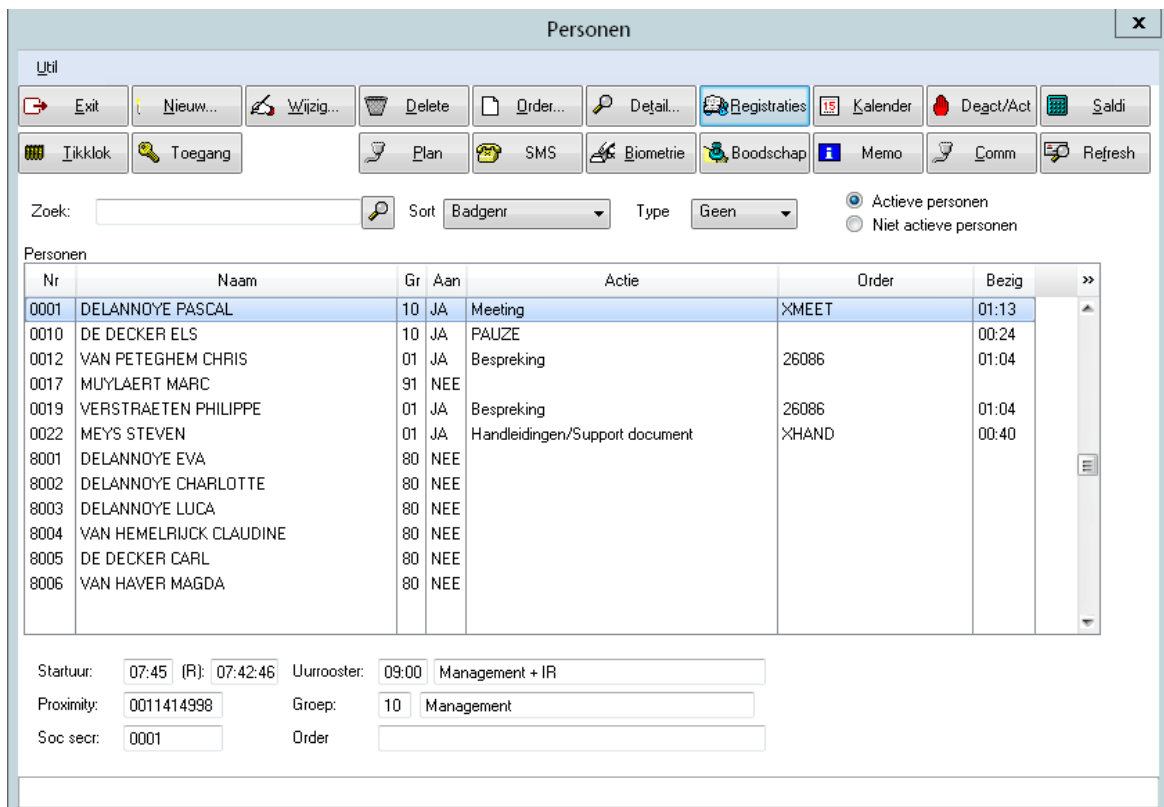 Personen
x
Util
Exit Nieuw... Wijzig... Delete Order... Detail... Registraties 15 Kalender Deact/Act Saldi
Tikklok Toegang Plan SMS Biometrie Boodschap i Memo Comm Refresh
Zoek: Sort Badgenr Type Geen Actieve personen
Niet actieve personen
Personen
Nr Naam Gr Aan Actie Order Bezig »
0001 DELANNOYE PASCAL 10 JA Meeting XMEET 01:13
0010 DE DECKER ELS 10 JA PAUZE 00:24
0012 VAN PETEGHEM CHRIS 01 JA Bespreking 26086 01:04
0017 MUYLAERT MARC 91 NEE
0019 VERSTRAETEN PHILIPPE 01 JA Bespreking 26086 01:04
0022 MEYS STEVEN 01 JA Handleidingen/Support document XHAND 00:40
8001 DELANNOYE EVA 80 NEE
8002 DELANNOYE CHARLOTTE 80 NEE
8003 DELANNOYE LUCA 80 NEE
8004 VAN HEMELRIJCK CLAUDINE 80 NEE
8005 DE DECKER CARL 80 NEE
8006 VAN HAVER MAGDA 80 NEE
Startuur: 07:45 (R): 07:42:46 Uurrooster: 09:00 Management + IR
Proximity: 0011414998 Groep: 10 Management
Soc secr: 0001 Order